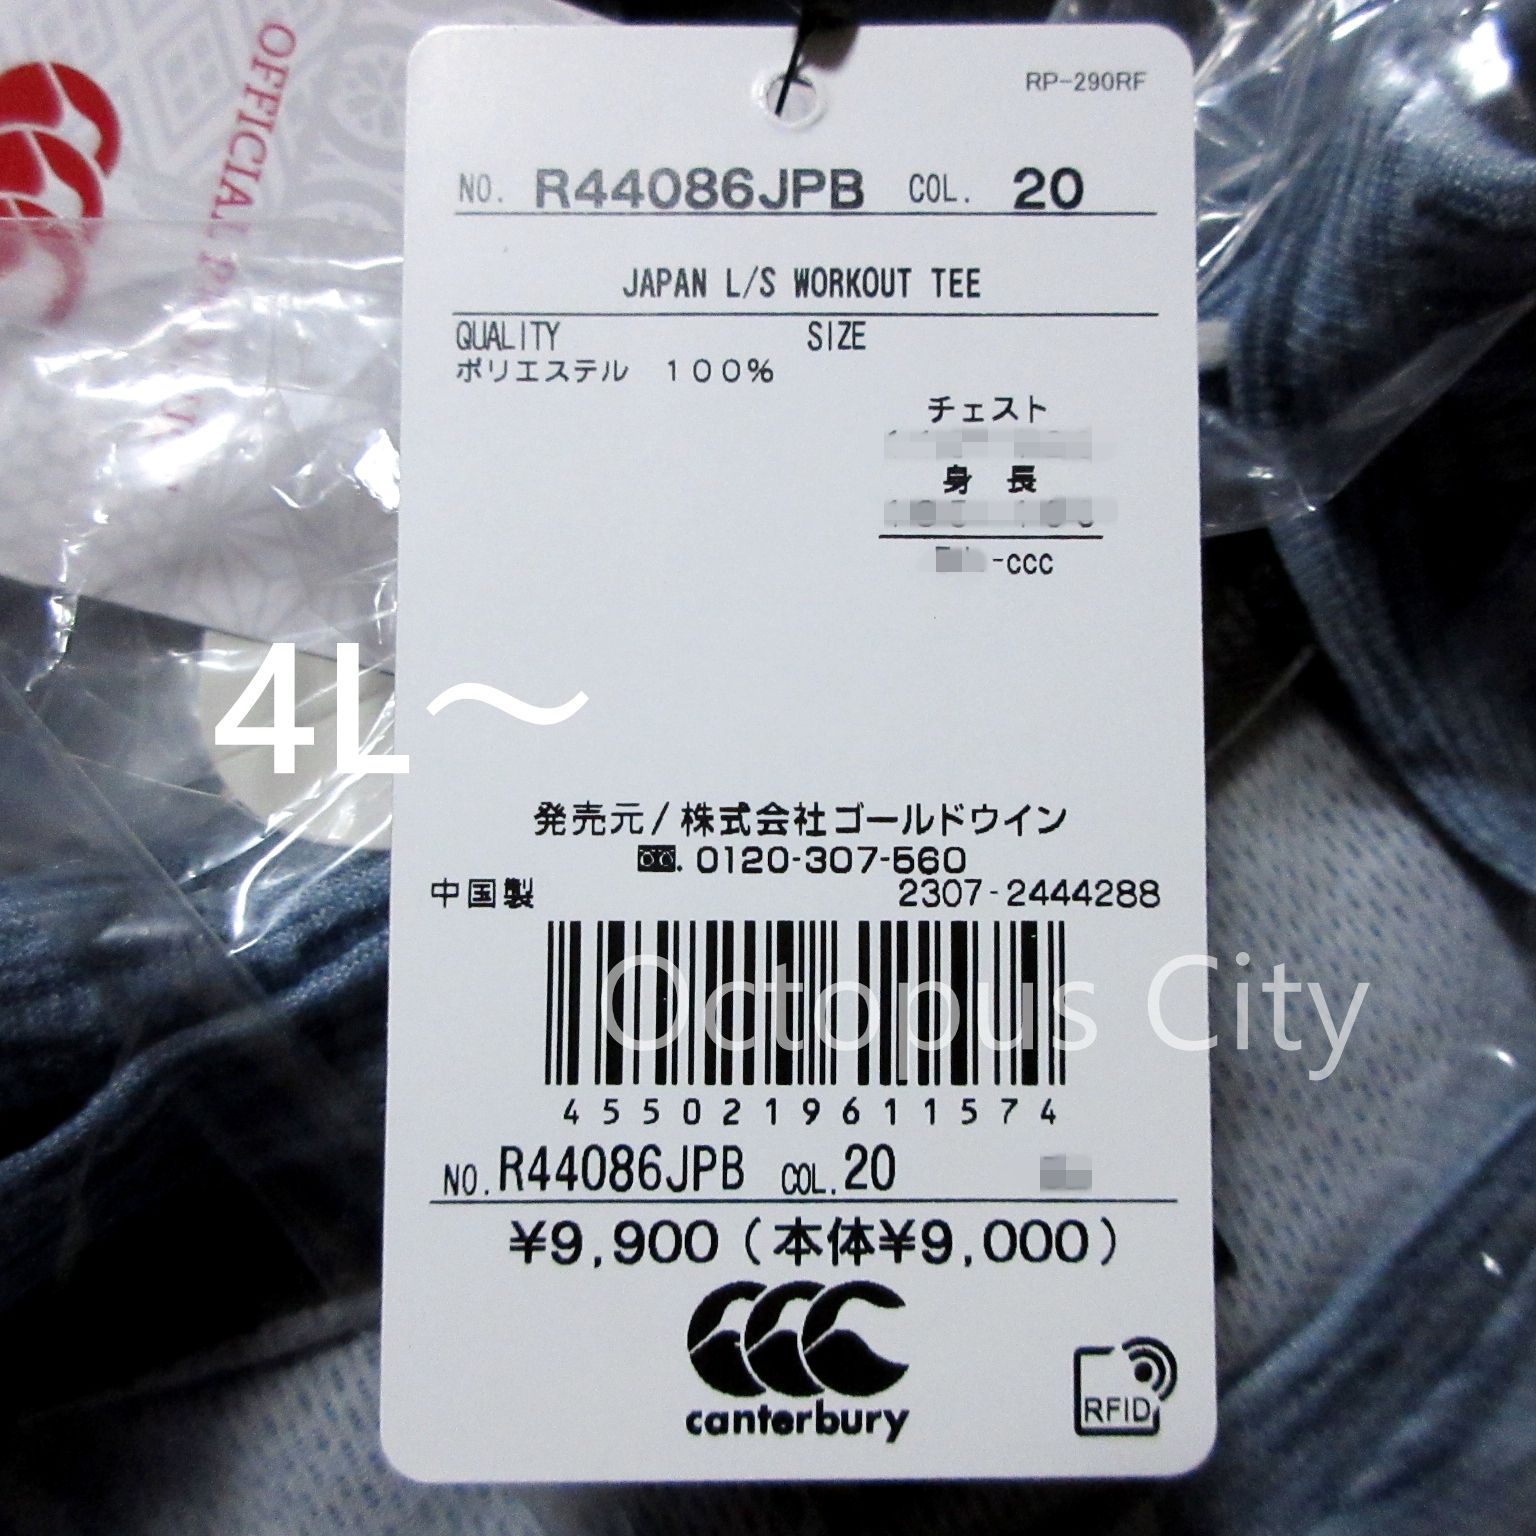 OFFICIAL
RP-290RF
NO. R44086JPB COL. 20
JAPAN L/S WORKOUT TEE
QUALITY SIZE
ポリエステル 100%
チェスト
身長
-CCC
4L～
発売元/株式会社ゴールドウイン
0120-307-560
中国製 2307-2444288
Octopus City
4550219611574
NO. R44086JPB COL. 20
¥9,900(本体¥9,000)
canterbury
RFID